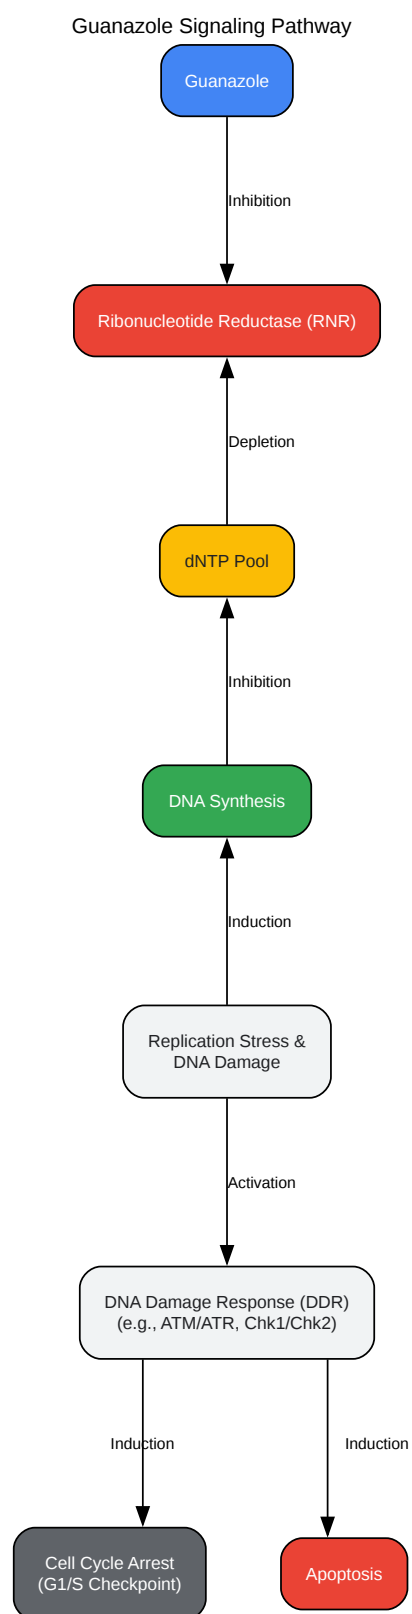 Guanazole Signaling Pathway
Guanazole
Inhibition
Ribonucleotide Reductase (RNR)
Depletion
dNTP Pool
Inhibition
DNA Synthesis
Induction
Replication Stress &
DNA Damage
Activation
DNA Damage Response (DDR)
(e.g., ATM/ATR, Chk1/Chk2)
Induction
Induction
Cell Cycle Arrest
(G1/S Checkpoint)
Apoptosis